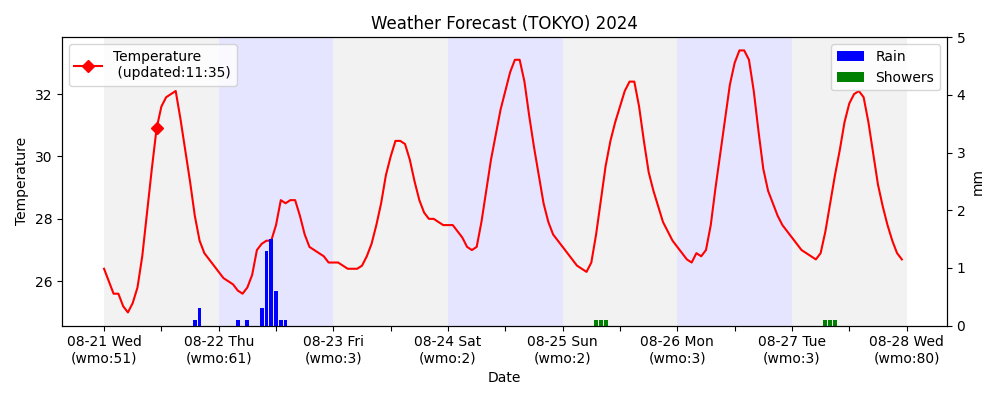 Weather Forecast (TOKYO) 2024
Temperature
(updated:11:35)
Rain
Showers
Temperature
32
30
28
26
5
4
3
2
1
0
mm
08-21 Wed
(wmo:51)
08-22 Thu
(wmo:61)
08-23 Fri
(wmo:3)
08-24 Sat
(wmo:2)
08-25 Sun
(wmo:2)
08-26 Mon
(wmo:3)
08-27 Tue
(wmo:3)
08-28 Wed
(wmo:80)
Date